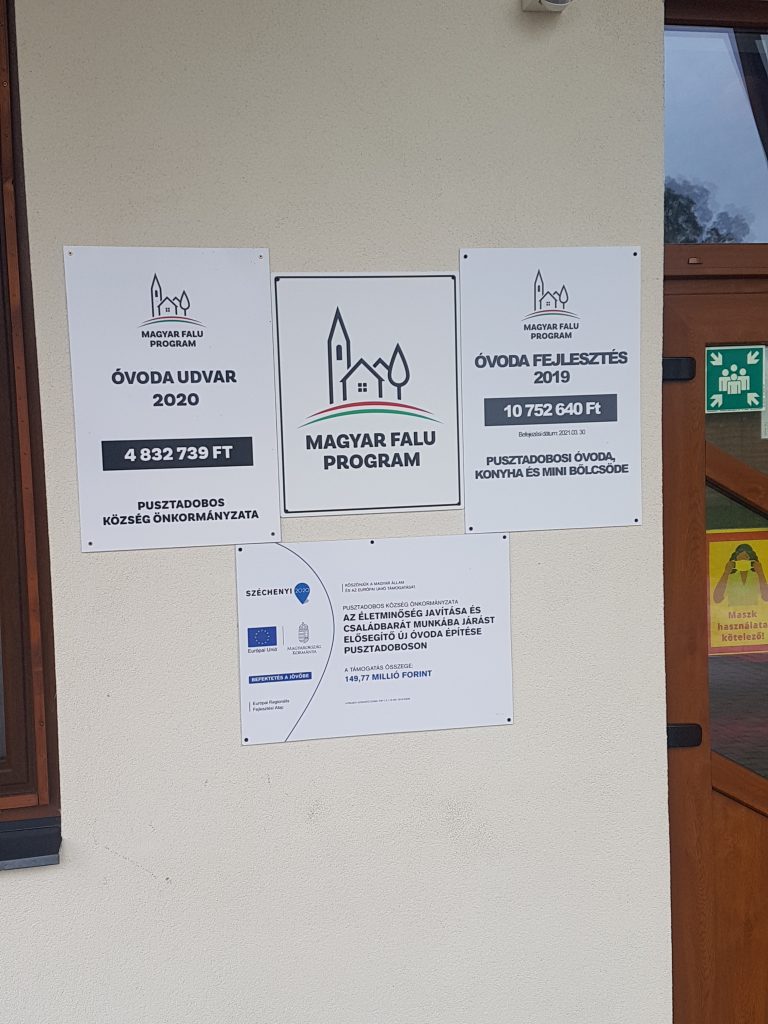 MAGYAR FALU
PROGRAM
ÓVODA UDVAR
2020
4 832 739 FT
PUSZTADOBOS
KÖZSÉG ÖNKORMÁNYZATA
MAGYAR FALU
PROGRAM
MAGYAR FALU
PROGRAM
ÓVODA FEJLESZTÉS
2019
10 752 640 Ft
Befejezési dátum: 2021. 03. 30
PUSZTADOBOSI ÓVODA,
KONYHA ÉS MINI BÖLCSŐDE
SZÉCHENYI 2020
Európai Unió
MAGYARORSZÁG
KORMÁNYA
BEFEKTETÉS A JÖVŐBE
Európai Regionális
Fejlesztési Alap
KÖSZÖNJÜK A MAGYAR ÁLLAM
ÉS AZ EURÓPAI UNIÓ TÁMOGATÁSÁT.
PUSZTADOBOS KÖZSÉG ÖNKORMÁNYZATA
AZ ÉLETMINŐSÉG JAVÍTÁSA ÉS
CSALÁDBARÁT MUNKÁBA JÁRÁST
ELŐSEGÍTŐ ÚJ ÓVODA ÉPÍTÉSE
PUSZTADOBOSON
A TÁMOGATÁS ÖSSZEGE:
149,77 MILLIÓ FORINT
Maszk
használata
kötelező!